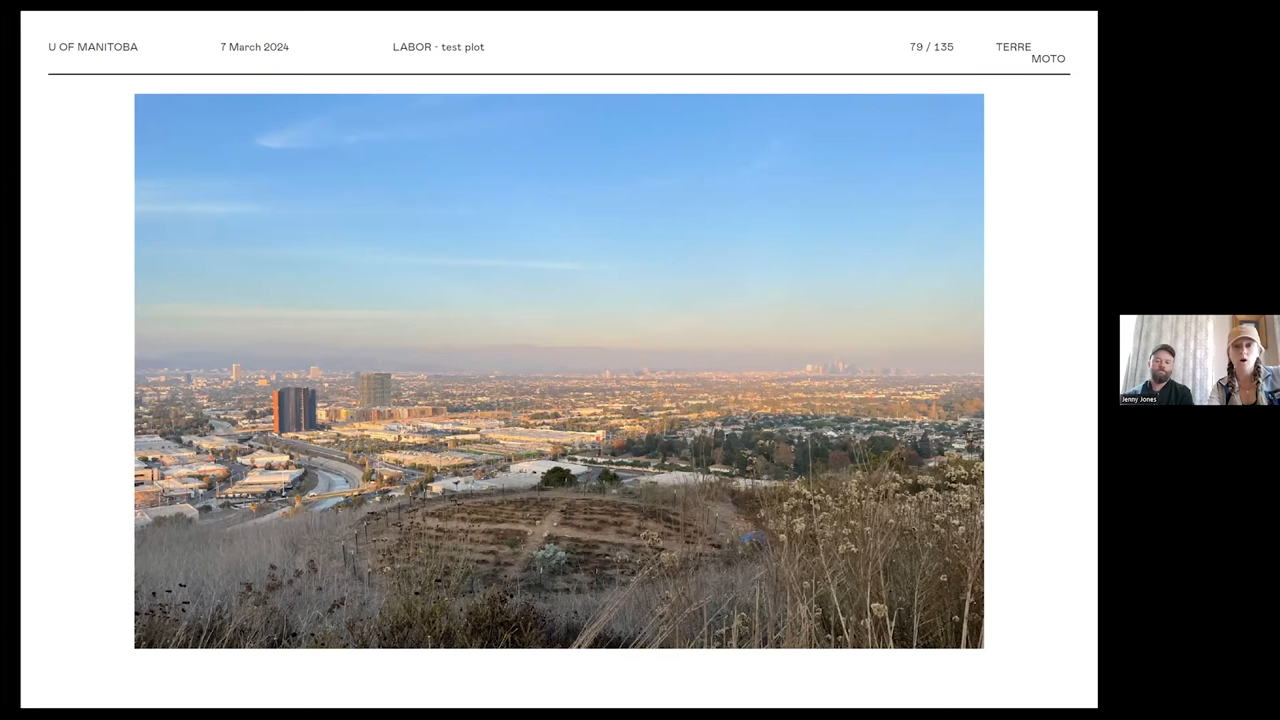 U OF MANITOBA
7 March 2024
LABOR - test plot
79 / 135
TERRE
MOTO
Jenny Jones